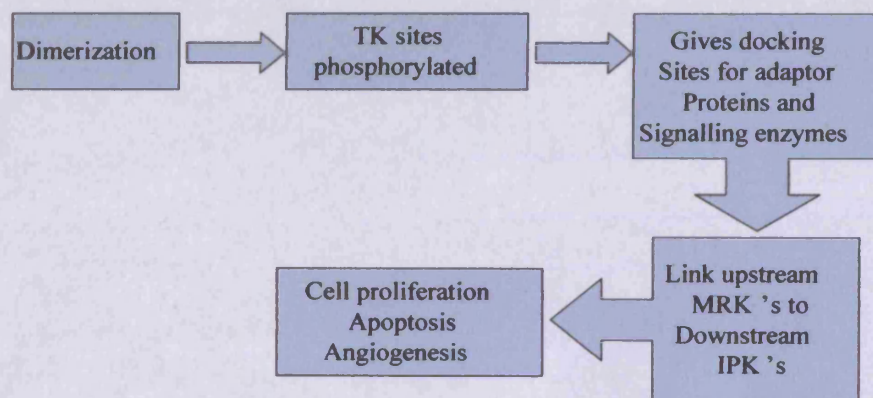 Dimerization
TK sites
phosphorylated
Gives docking
Sites for adaptor
Proteins and
Signalling enzymes
Link upstream
MRK 's to
Downstream
IPK 's
Cell proliferation
Apoptosis
Angiogenesis